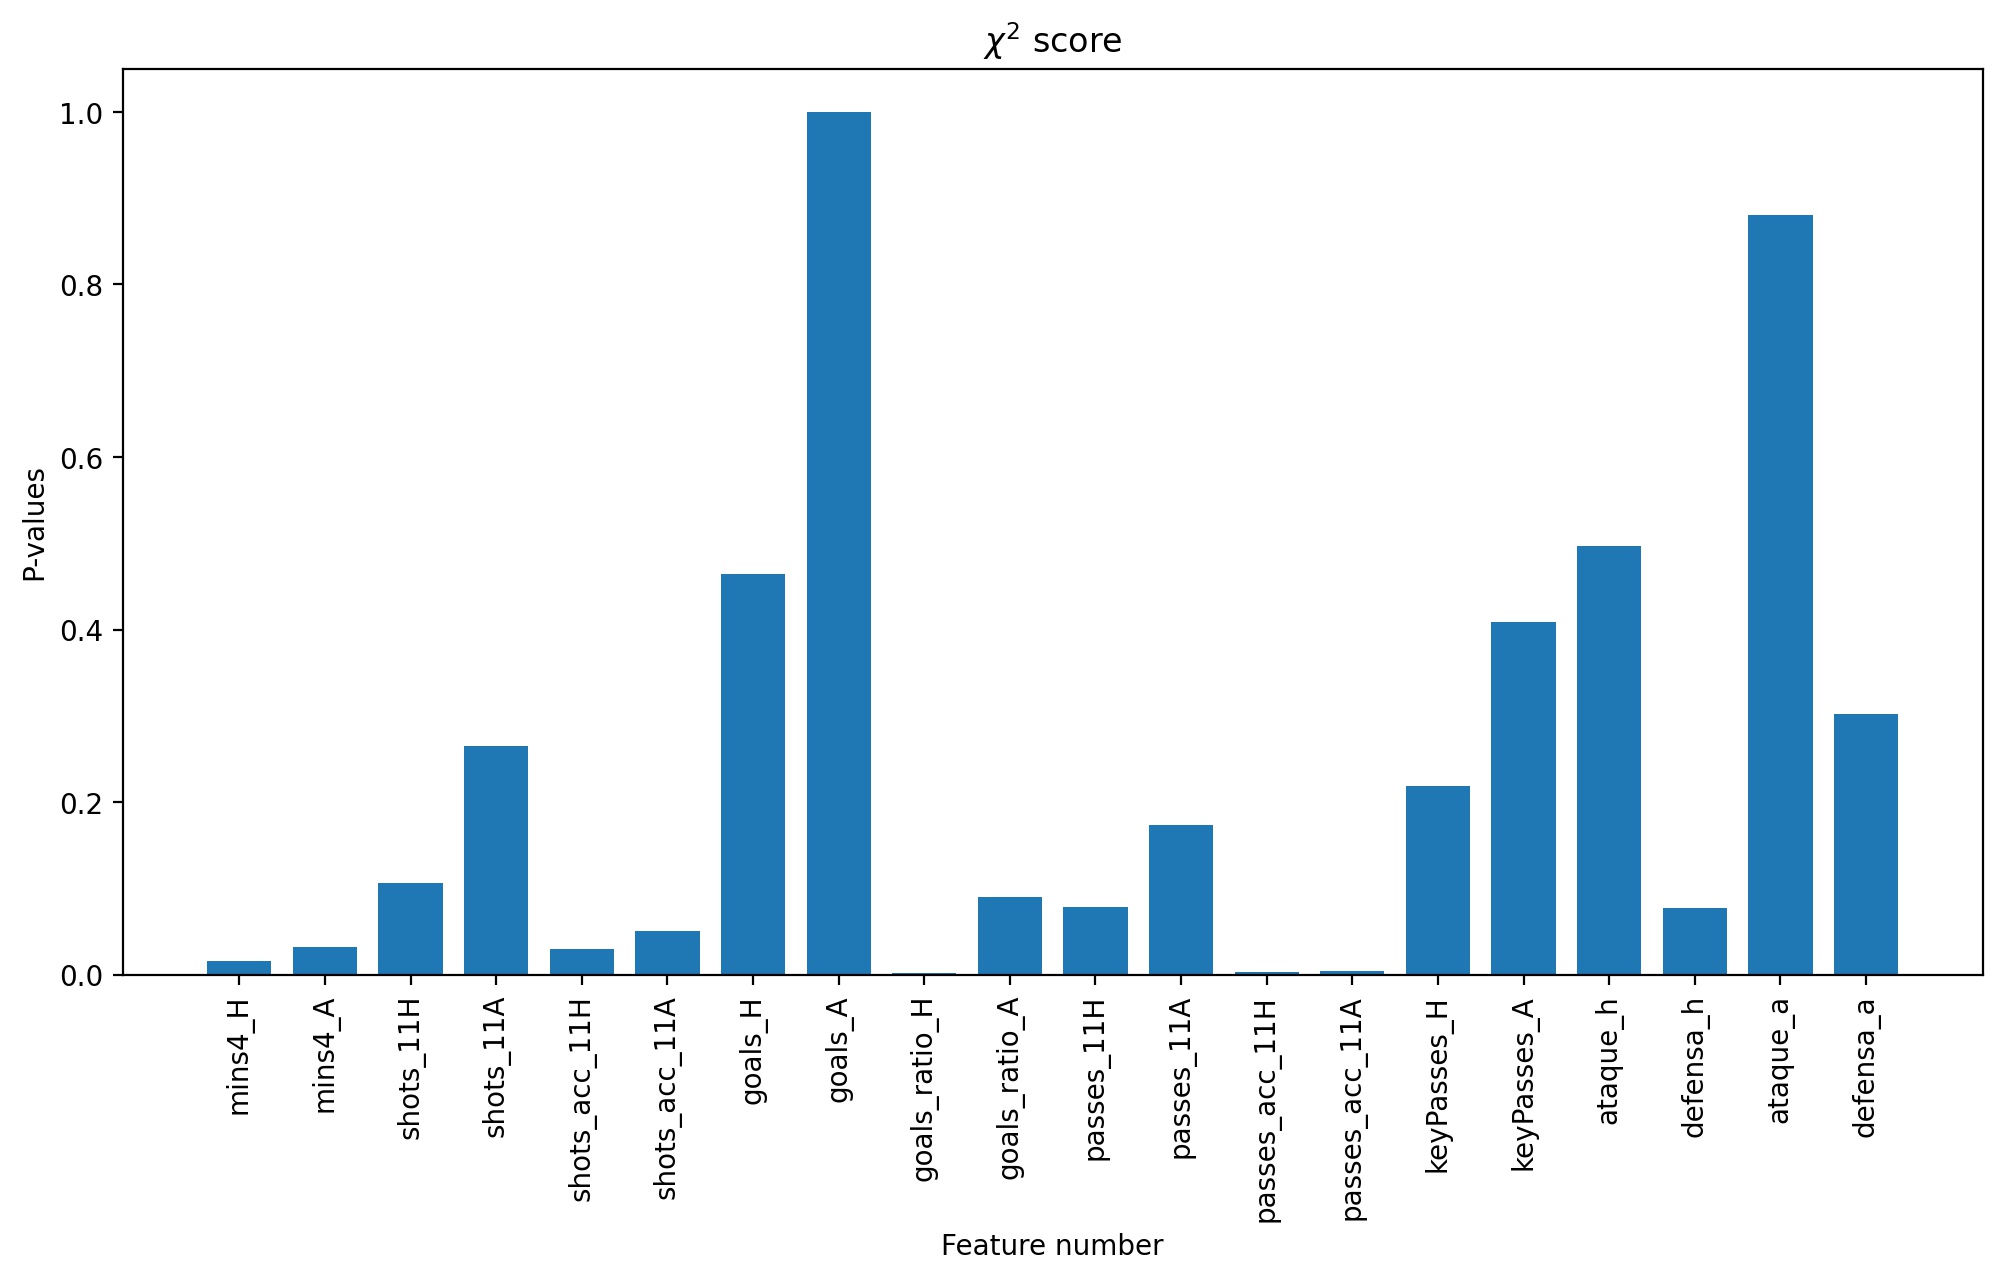 χ² score
P-values
1.0
0.8
0.6
0.4
0.2
0.0
mins4_H
mins4_A
shots_11H
shots_11A
shots_acc_11H
shots_acc_11A
goals_H
goals_A
goals_ratio_H
goals_ratio_A
passes_11H
passes_11A
passes_acc_11H
passes_acc_11A
keyPasses_H
keyPasses_A
ataque_h
defensa_h
ataque_a
defensa_a
Feature number